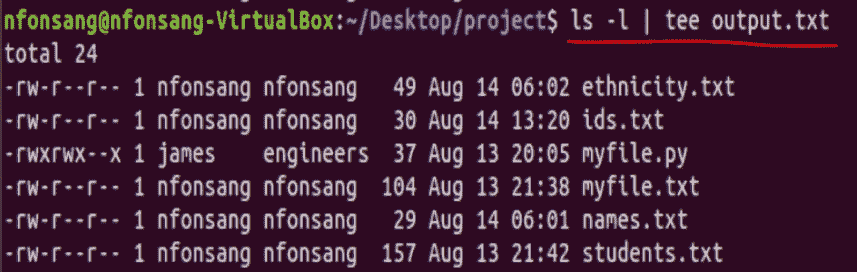 nfonsang@nfonsang-VirtualBox:~/Desktop/project$ ls -l | tee output.txt
total 24
-rw-r--r-- 1 nfonsang nfonsang   49 Aug 14 06:02 ethnicity.txt
-rw-r--r-- 1 nfonsang nfonsang   30 Aug 14 13:20 ids.txt
-rwxrwx--x 1 james    engineers  37 Aug 13 20:05 myfile.py
-rw-r--r-- 1 nfonsang nfonsang  104 Aug 13 21:38 myfile.txt
-rw-r--r-- 1 nfonsang nfonsang   29 Aug 14 06:01 names.txt
-rw-r--r-- 1 nfonsang nfonsang  157 Aug 13 21:42 students.txt